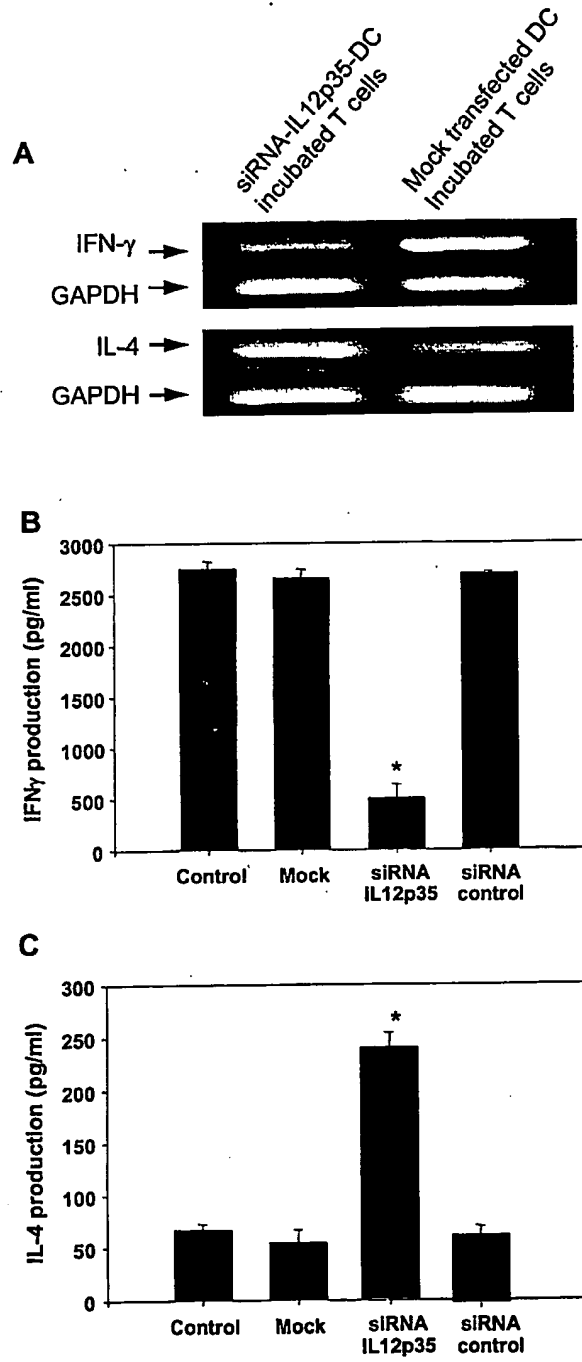 A
siRNA-IL12p35-DC
incubated T cells
Mock transfected DC
Incubated T cells
IFN-γ
GAPDH
IL-4
GAPDH
B
IFNγ production (pg/ml)
3000
2500
2000
1500
1000
500
0
*
Control Mock siRNA IL12p35 siRNA control
C
IL-4 production (pg/ml)
300
250
200
150
100
50
0
*
Control Mock siRNA IL12p35 siRNA control